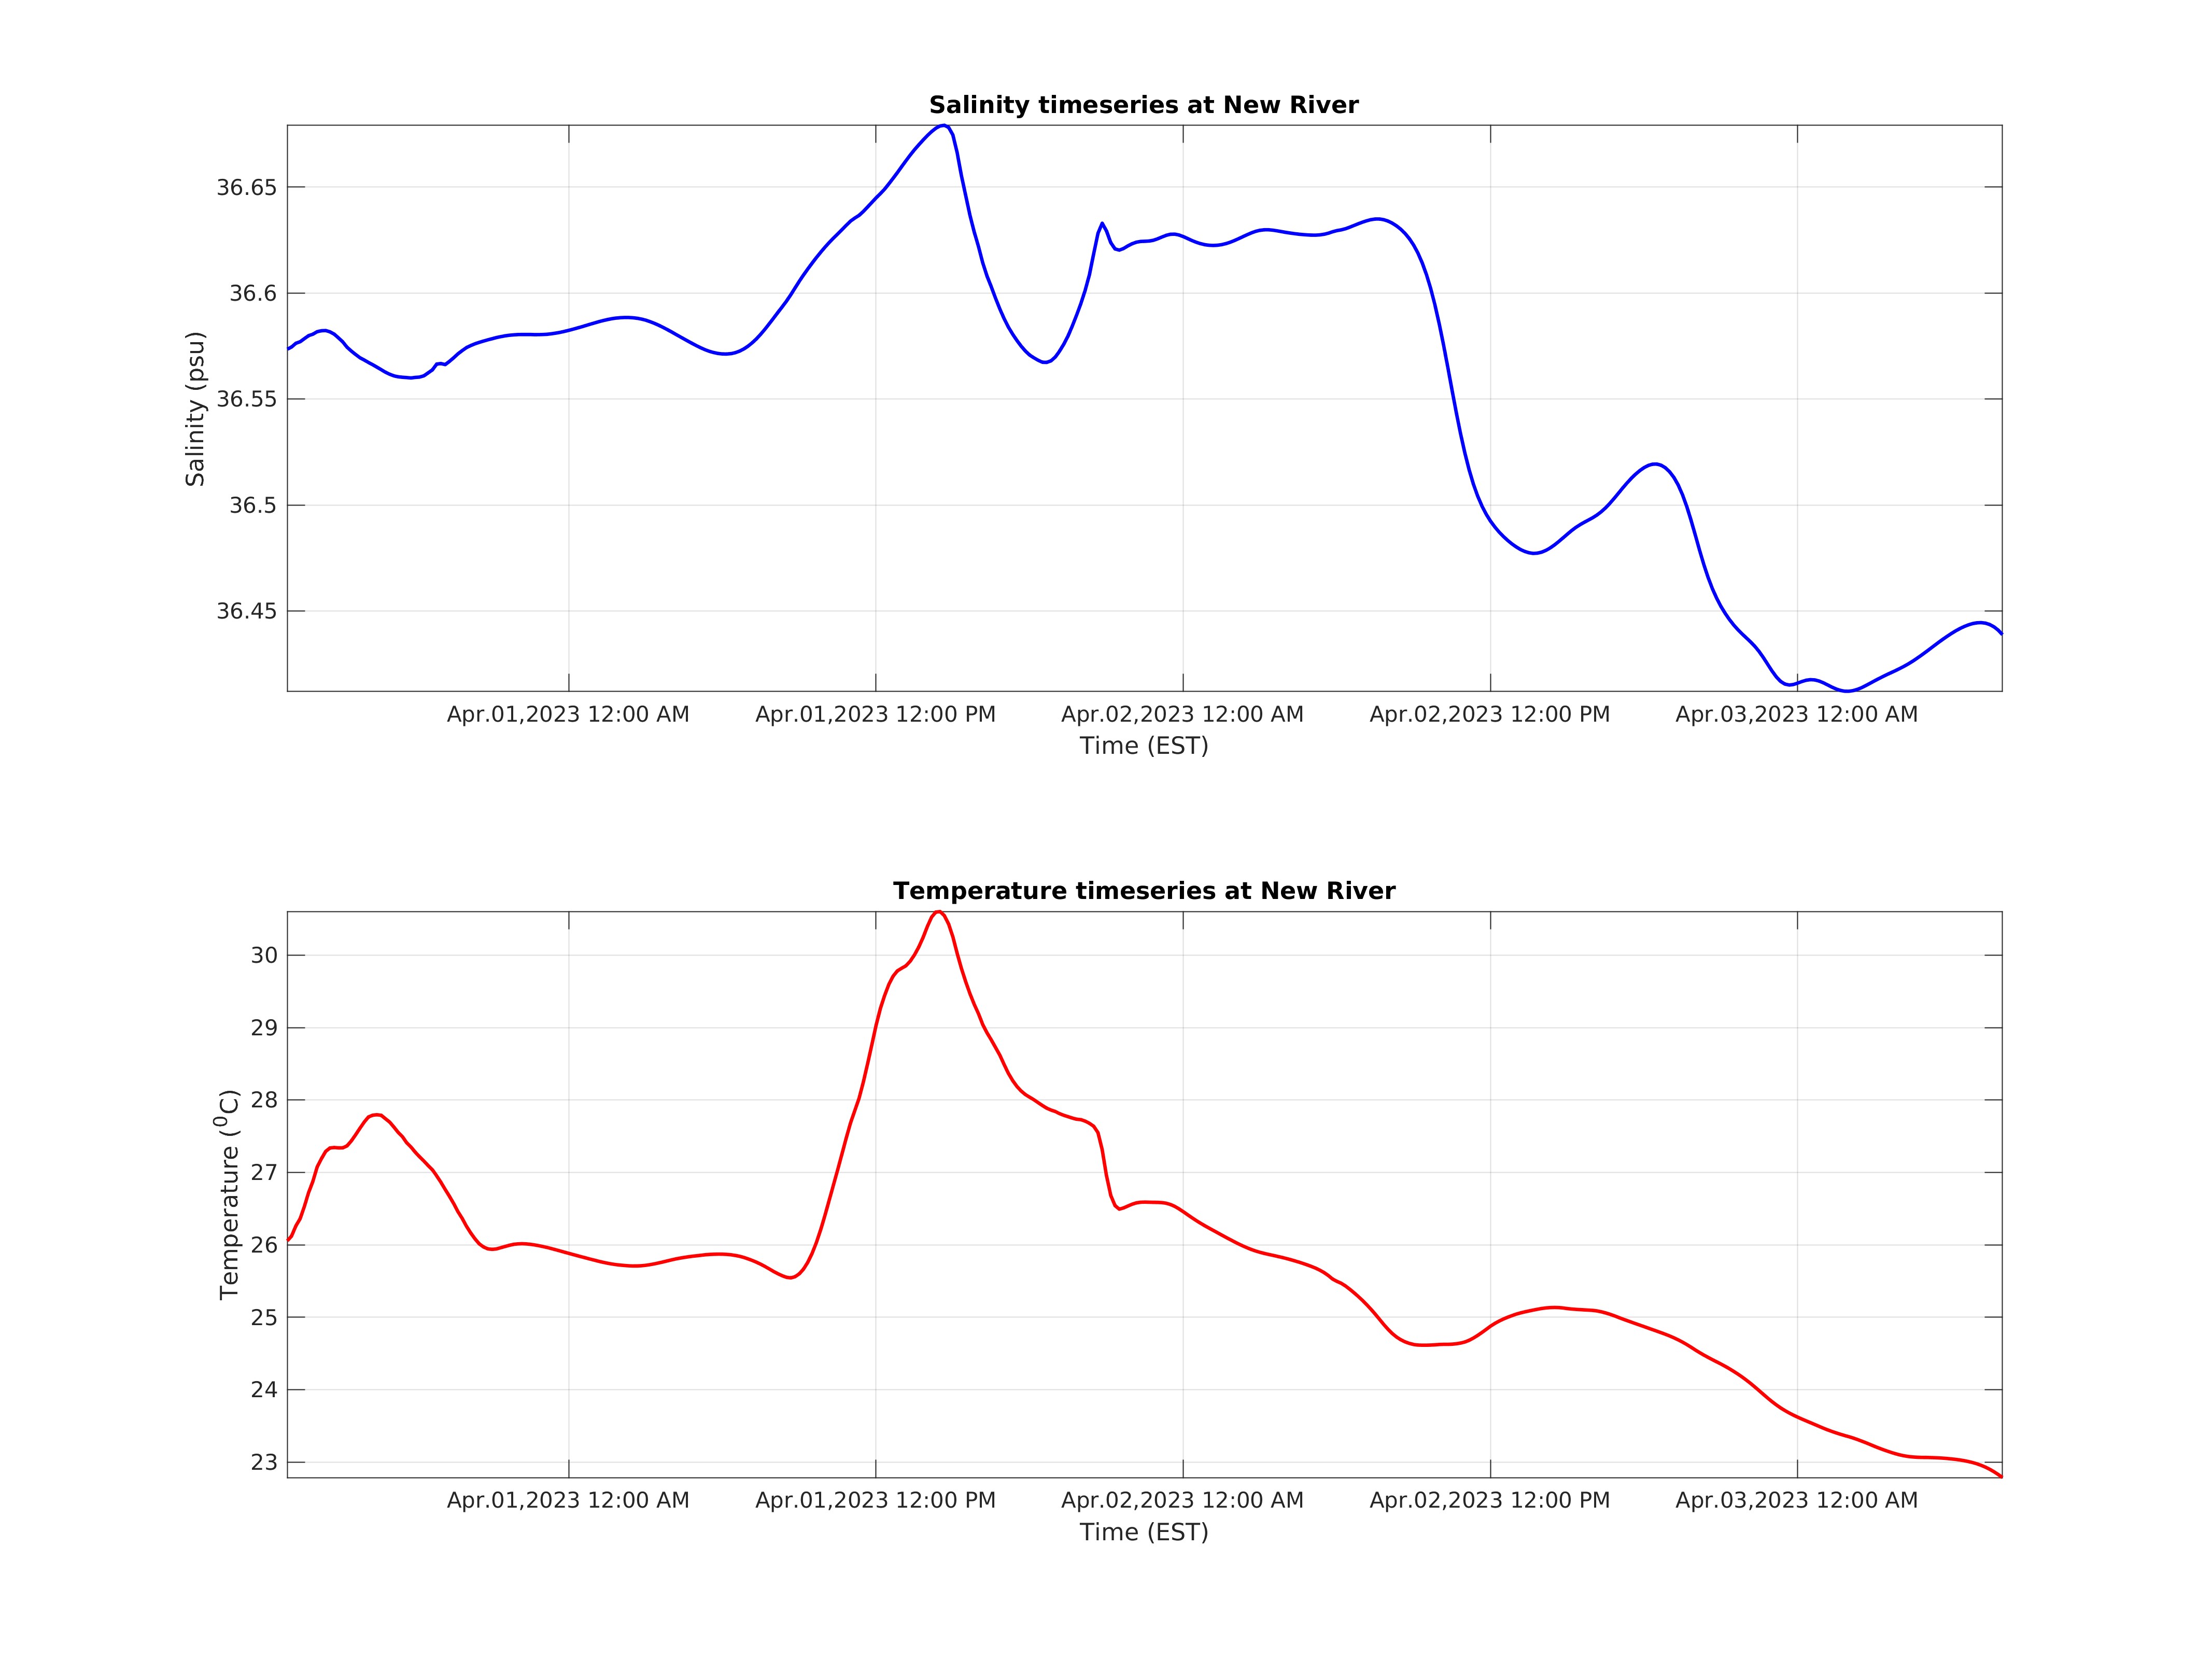 Salinity timeseries at New River
Salinity (psu)
36.65
36.6
36.55
36.5
36.45
Apr.01,2023 12:00 AM Apr.01,2023 12:00 PM Apr.02,2023 12:00 AM Apr.02,2023 12:00 PM Apr.03,2023 12:00 AM
Time (EST)
Temperature timeseries at New River
Temperature (⁰C)
30
29
28
27
26
25
24
23
Apr.01,2023 12:00 AM Apr.01,2023 12:00 PM Apr.02,2023 12:00 AM Apr.02,2023 12:00 PM Apr.03,2023 12:00 AM
Time (EST)